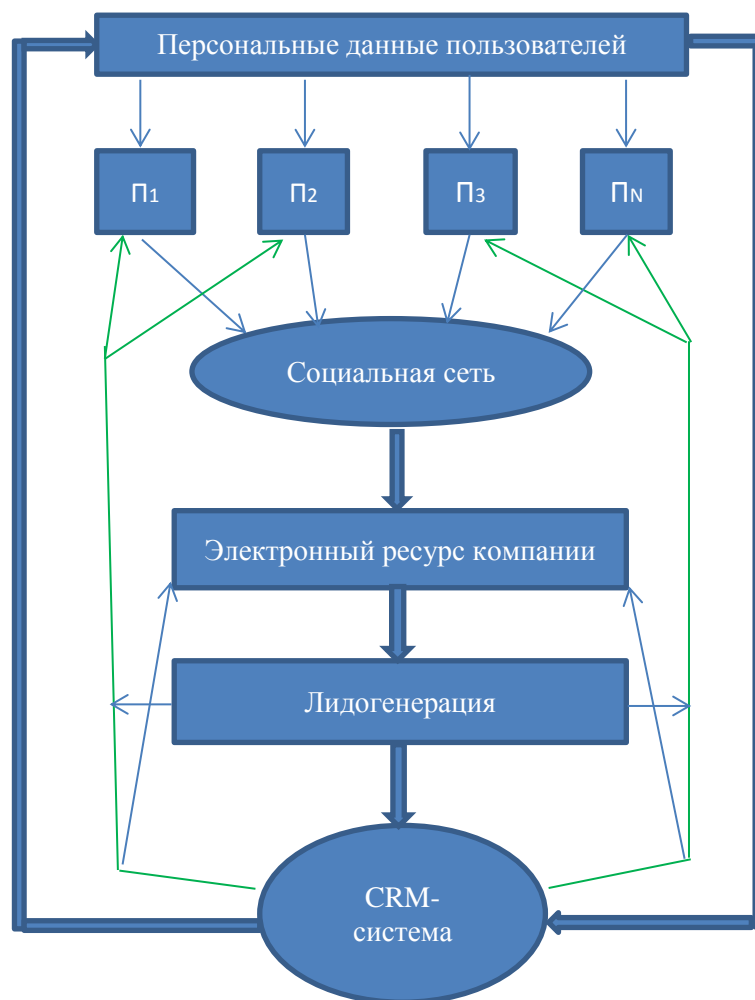 Персональные данные пользователей
П1 П2 П3 ПN
Социальная сеть
Электронный ресурс компании
Лидогенерация
CRM-
система